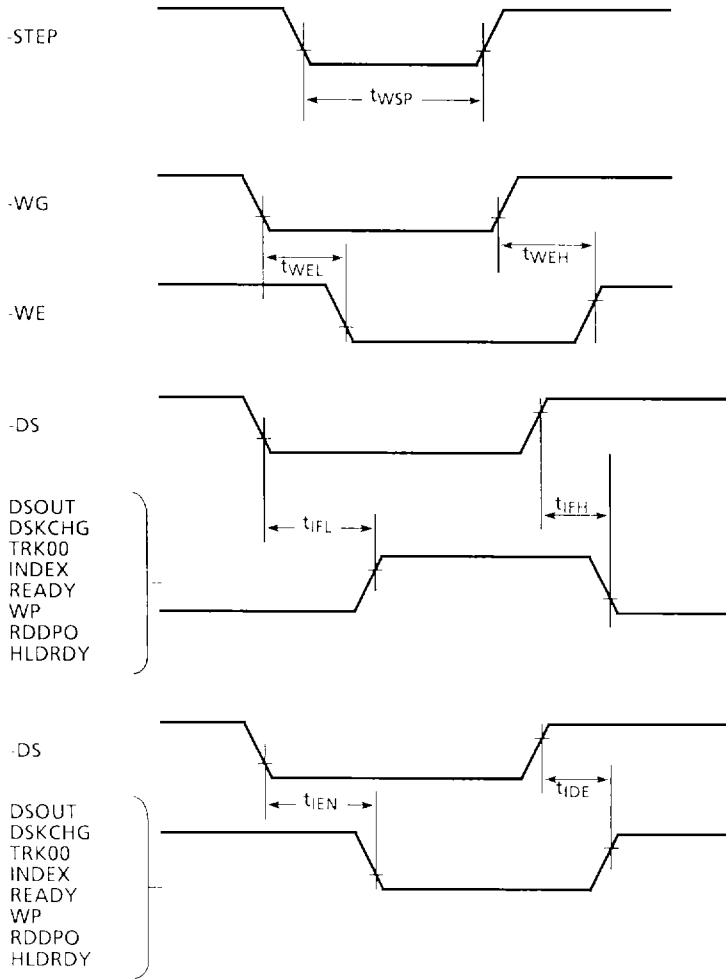 -STEP
tWSP
-WG
tWEL
tWEH
-WE
-DS
tIFL
tIFH
DSOUT
DSKCHG
TRK00
INDEX
READY
WP
RDDPO
HLDRDY
-DS
tIEN
tIDE
DSOUT
DSKCHG
TRK00
INDEX
READY
WP
RDDPO
HLDRDY